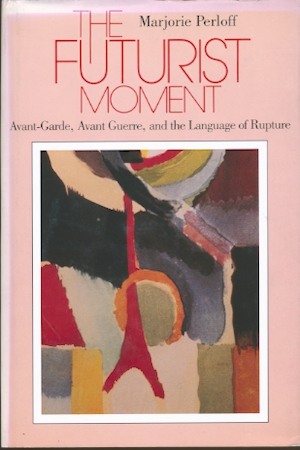 THE
Marjorie Perloff
FUTURIST
MOMENT
Avant-Garde, Avant Guerre, and the Language of Rupture